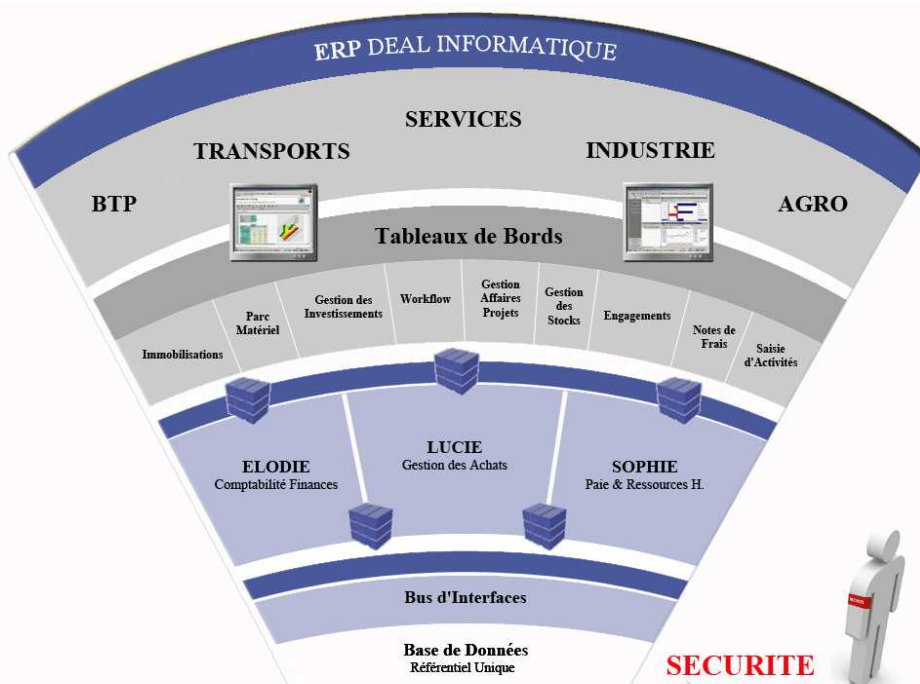 ERP DEAL INFORMATIQUE
SERVICES
TRANSPORTS
INDUSTRIE
BTP
AGRO
Tableaux de Bords
Immobilisations
Parc
Matériel
Gestion des
Investissements
Workflow
Gestion
Affaires
Projets
Gestion
des
Stocks
Engagements
Notes de
Frais
Saisie
d'Activités
ELODIE
Comptabilité Finances
LUCIE
Gestion des Achats
SOPHIE
Paie & Ressources H.
Bus d'Interfaces
Base de Données
Référentiel Unique
SECURITE